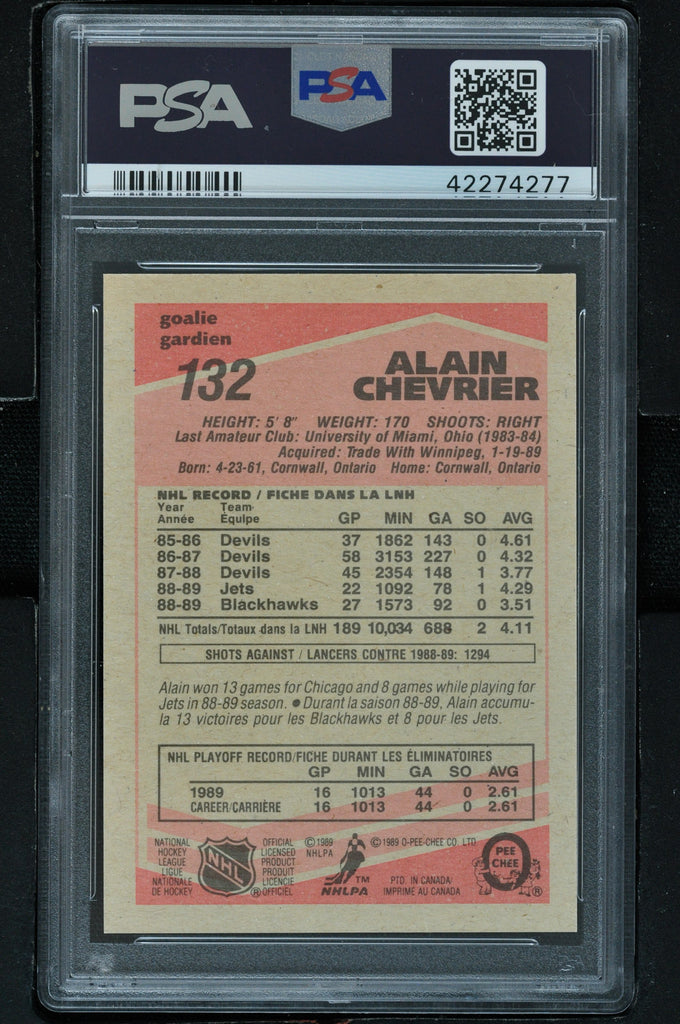 PSA
PSA
42274277
goalie
gardien
132
ALAIN
CHEVRIER
HEIGHT: 5' 8" WEIGHT: 170 SHOOTS: RIGHT
Last Amateur Club: University of Miami, Ohio (1983-84)
Acquired: Trade With Winnipeg, 1-19-89
Born: 4-23-61, Cornwall, Ontario Home: Cornwall, Ontario
NHL RECORD / FICHE DANS LA LNH
Year Team
Année Équipe GP MIN GA SO AVG
85-86 Devils 37 1862 143 0 4.61
86-87 Devils 58 3153 227 0 4.32
87-88 Devils 45 2354 148 1 3.77
88-89 Jets 22 1092 78 1 4.29
88-89 Blackhawks 27 1573 92 0 3.51
NHL Totals/Totaux dans la LNH 189 10,034 688 2 4.11
SHOTS AGAINST / LANCERS CONTRE 1988-89: 1294
Alain won 13 games for Chicago and 8 games while playing for
Jets in 88-89 season. ● Durant la saison 88-89, Alain accumu-
la 13 victoires pour les Blackhawks et 8 pour les Jets.
NHL PLAYOFF RECORD/FICHE DURANT LES ÉLIMINATOIRES
GP MIN GA SO AVG
1989 16 1013 44 0 2.61
CAREER/CARRIÈRE 16 1013 44 0 2.61
NATIONAL
HOCKEY
LEAGUE
LIGUE
NATIONALE
DE HOCKEY
NHL
®
OFFICIAL
LICENSED
PRODUCT
PRODUIT
LICENCIÉ
OFFICIEL
© 1989
NHLPA
TM
NHLPA
© 1989 O-PEE-CHEE CO. LTD.
PTD. IN CANADA/
IMPRIMÉ AU CANADA
O
PEE
CHEE
®